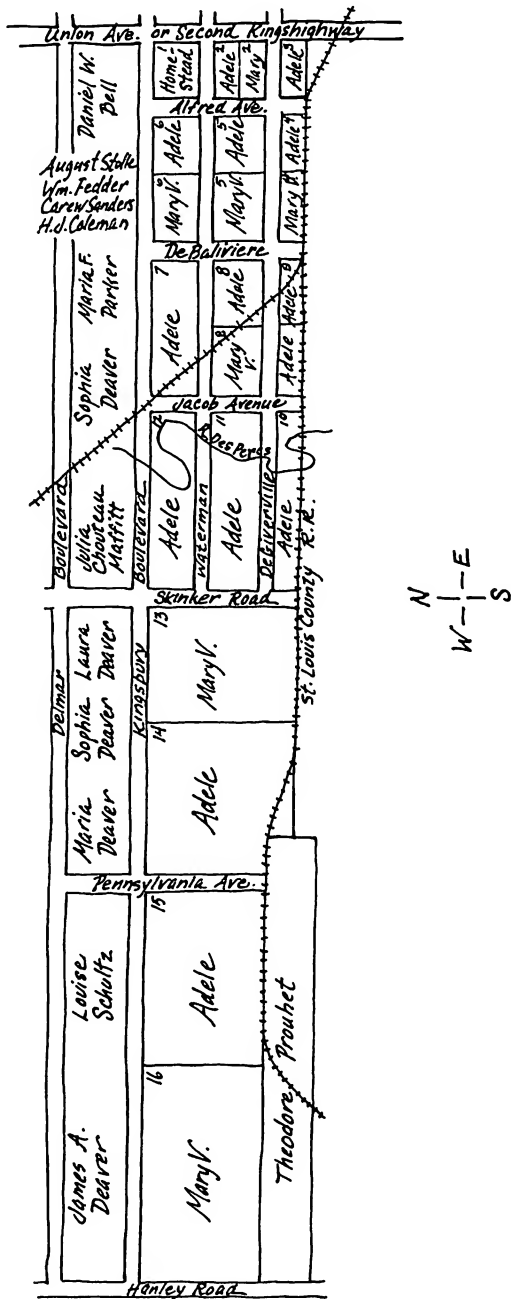 Union Ave. or Second Kingshighway
Daniel W.
Bell
1
Home-
stead
2
Adele
2
Mary
3
Adele
Alfred Ave.
August Stolle
Wm. Fedder
Carew Sanders
H.J. Coleman
6
Adele
5
Adele
4
Adele
6
Mary V.
5
Mary V.
4
Mary V.
DeBaliviere
Maria F.
Parker
7
Adele
8
Adele
9
Adele
Sophia
Deaver
8
Mary
V.
Adele
Jacob Avenue
Boulevard
Julia
Chouteau
Maffitt
Boulevard
12
Adele
Waterman
R. Des Peres
11
Adele
DeGiverville
10
Adele
Skinker Road
St. Louis County R.R.
Delmar
Laura
Deaver
Sophia
Deaver
Maria
Deaver
Kingsbury
13
Mary V.
14
Adele
Pennsylvania Ave.
Louise
Schultz
15
Adele
James A.
Deaver
16
Mary V.
Theodore Prouhet
Hanley Road
N
W E
S